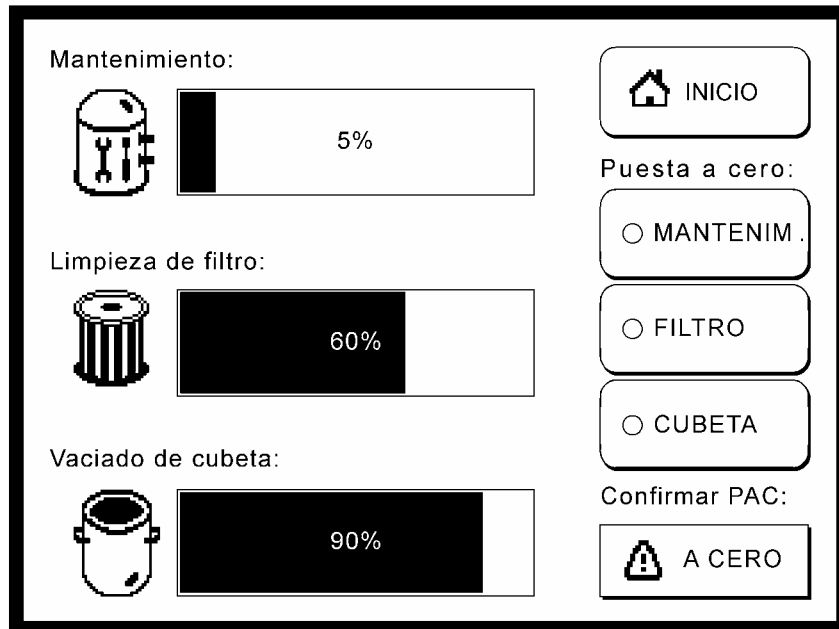 Mantenimiento:
5%
Limpieza de filtro:
60%
Vaciado de cubeta:
90%
INICIO
Puesta a cero:
MANTENIM.
FILTRO
CUBETA
Confirmar PAC:
A CERO